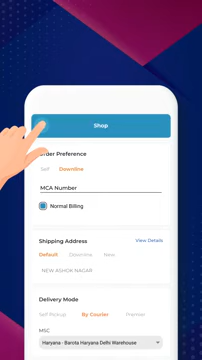 Shop
Order Preference
Self Downline
MCA Number
Normal Billing
Shipping Address View Details
Default Downline New
NEW ASHOK NAGAR
Delivery Mode
Self Pickup By Courier Premier
MSC
Haryana - Barota Haryana Delhi Warehouse